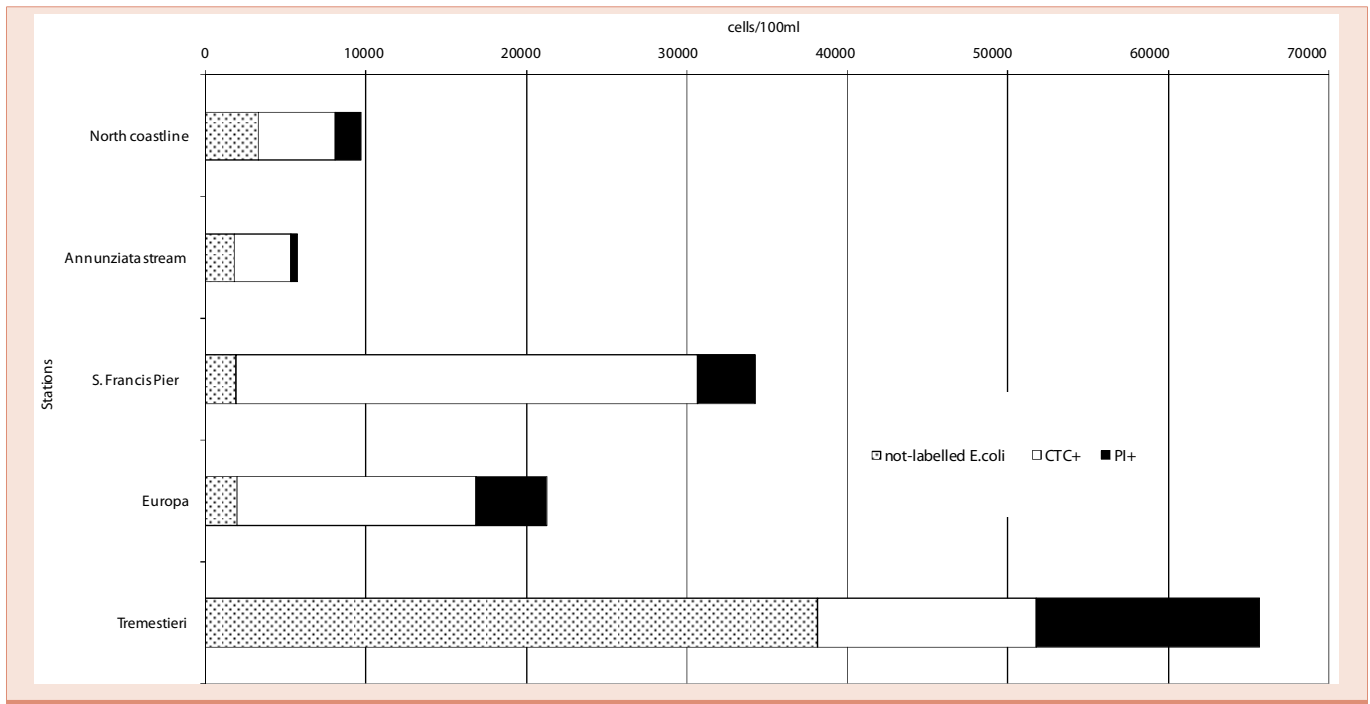 cells/100ml
0 10000 20000 30000 40000 50000 60000 70000
North coastline
Annunziata stream
S. Francis Pier
Stations
Europa
Tremestieri
not-labelled E.coli CTC+ PI+